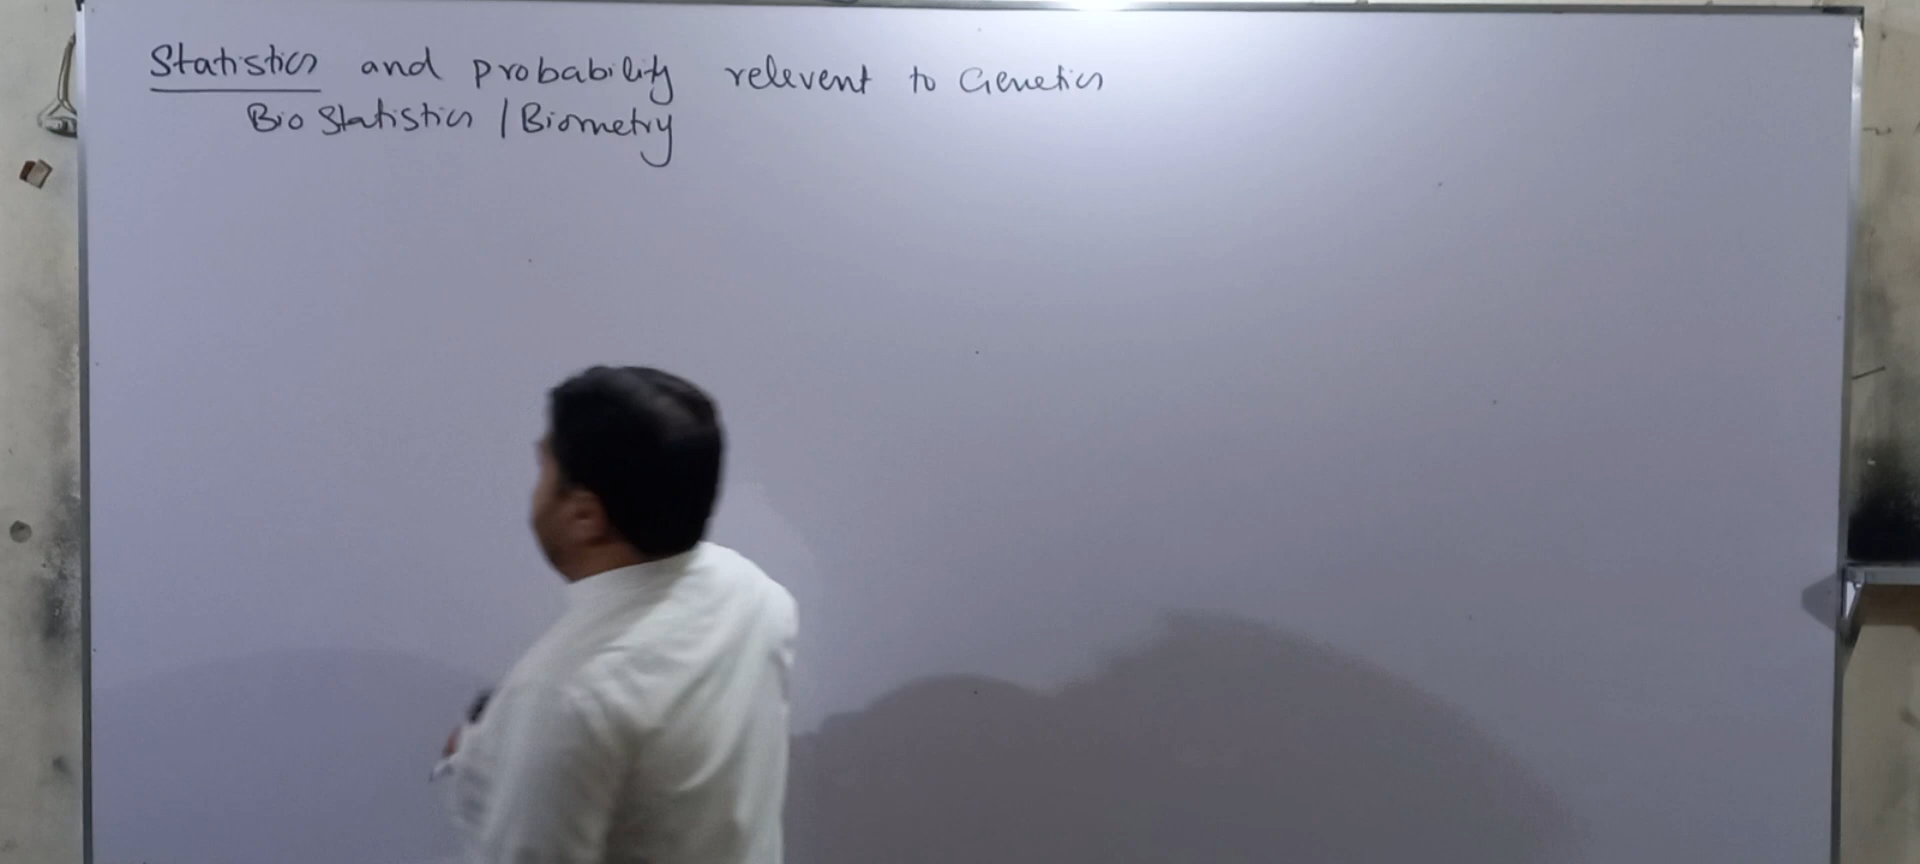 Statistics and probability relevent to Genetics
Bio Statistics / Biometry